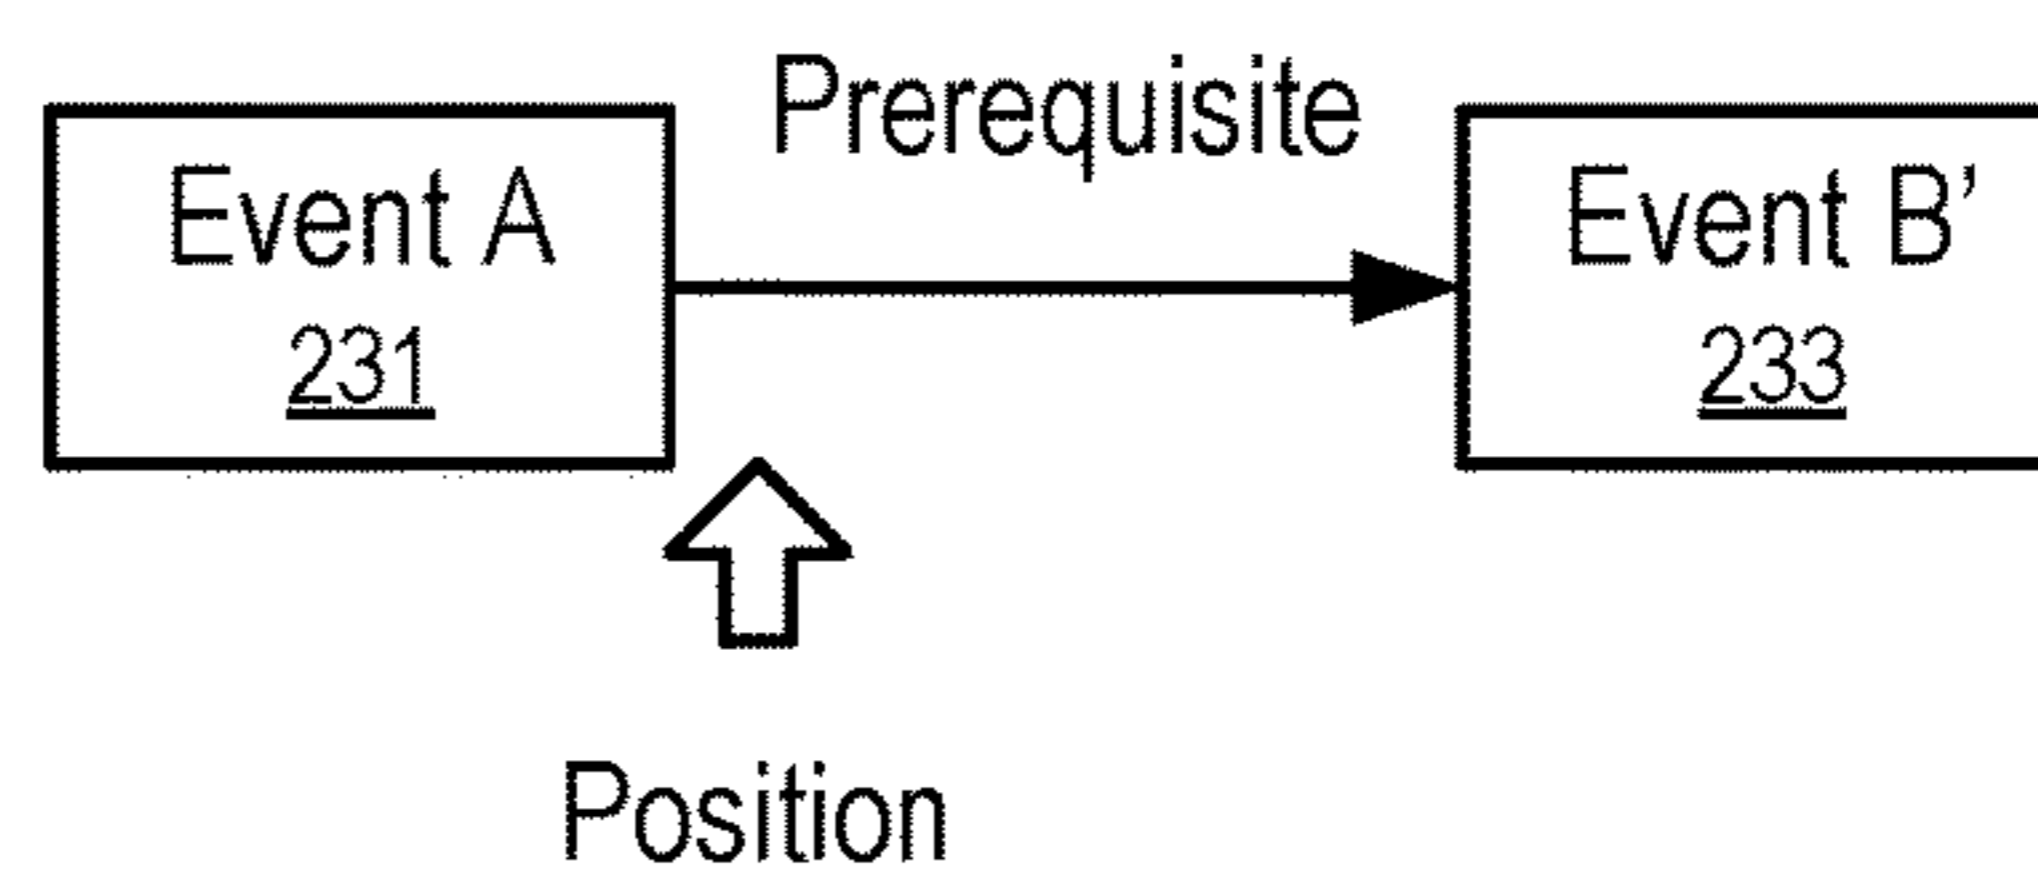 Prerequisite
Event A
231
Event B’
233
Position